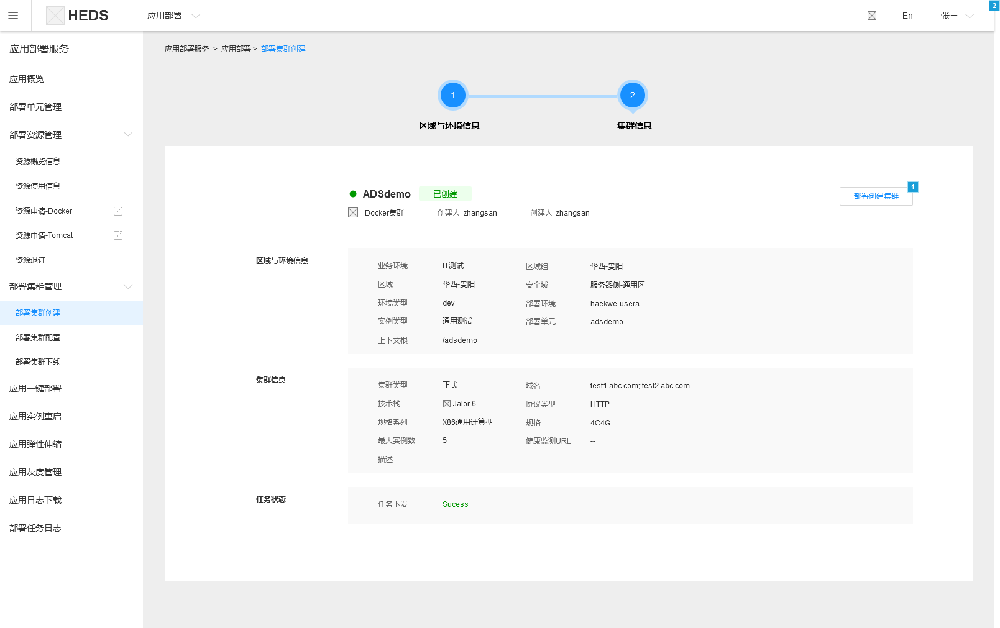 HEDS
应用部署
En
张三
2
应用部署服务
应用概览
部署单元管理
部署资源管理
资源概览信息
资源使用信息
资源申请-Docker
资源申请-Tomcat
资源退订
部署集群管理
部署集群创建
部署集群配置
部署集群下线
应用一键部署
应用实例重启
应用弹性伸缩
应用灰度管理
应用日志下载
部署任务日志
应用部署服务 > 应用部署 > 部署集群创建
1
2
区域与环境信息
集群信息
ADSdemo 已创建
部署创建集群
1
Docker集群 创建人 zhangsan 创建人 zhangsan
区域与环境信息
业务环境 IT测试 区域组 华西-贵阳
区域 华西-贵阳 安全域 服务器侧-通用区
环境类型 dev 部署环境 haekwe-usera
实例类型 通用测试 部署单元 adsdemo
上下文根 /adsdemo
集群信息
集群类型 正式 域名 test1.abc.com;;test2.abc.com
技术栈 Jalor 6 协议类型 HTTP
规格系列 X86通用计算型 规格 4C4G
最大实例数 5 健康监测URL --
描述 --
任务状态
任务下发 Sucess